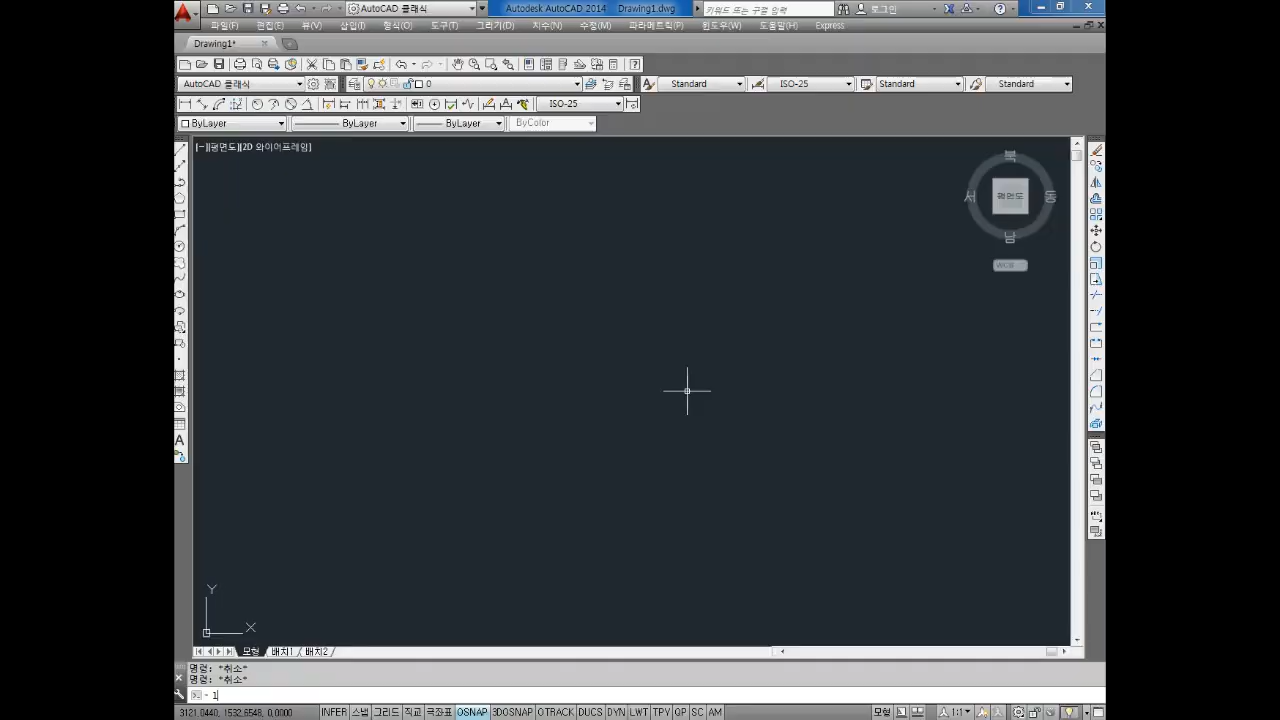 AutoCAD 클래식
Autodesk AutoCAD 2014 Drawing1.dwg
키워드 또는 구절 입력
로그인
파일(F) 편집(E) 뷰(V) 삽입(I) 형식(O) 도구(T) 그리기(D) 치수(N) 수정(M) 파라메트릭(P) 윈도우(W) 도움말(H) Express
Drawing1*
AutoCAD 클래식 0 Standard ISO-25 Standard Standard
ISO-25
ByLayer ByLayer ByLayer ByColor
[-][평면도][2D 와이어프레임]
북
서 평면도 동
남
WCS
Y
X
모형 배치1 배치2
명령: *취소*
명령: *취소*
- l
3121.0440, 1532.6548, 0.0000 INFER 스냅 그리드 직교 극좌표 OSNAP 3DOSNAP OTRACK DUCS DYN LWT TPY QP SC AM 모형 1:1